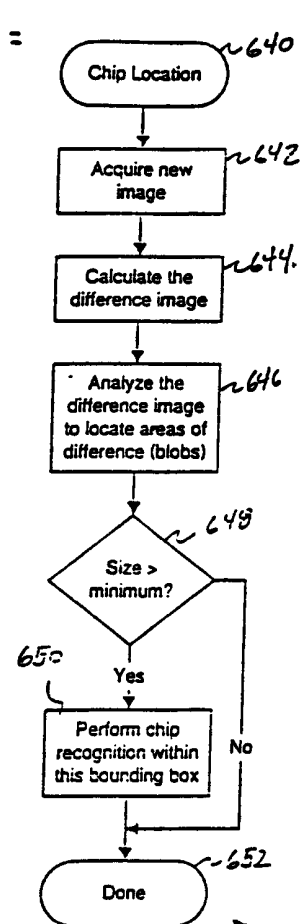 640
Chip Location
642
Acquire new
image
644.
Calculate the
difference image
646
Analyze the
difference image
to locate areas of
difference (blobs)
648
Size >
minimum?
650
Yes
Perform chip
recognition within
this bounding box
No
652
Done